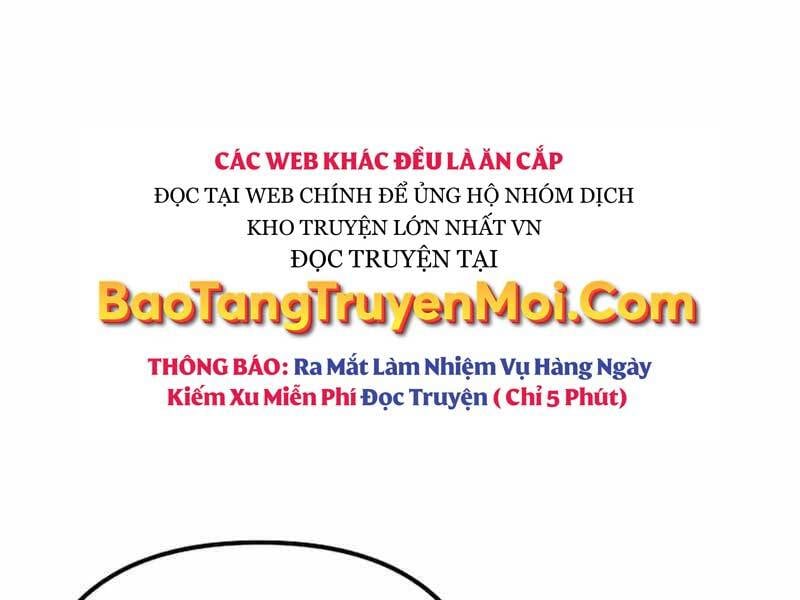 CÁC WEB KHÁC ĐỀU LÀ ĂN CẮP
ĐỌC TẠI WEB CHÍNH ĐỂ ỦNG HỘ NHÓM DỊCH
KHO TRUYỆN LỚN NHẤT VN
ĐỌC TRUYỆN TẠI
BaoTangTruyenMoi.Com
THÔNG BÁO: Ra Mắt Làm Nhiệm Vụ Hàng Ngày
Kiếm Xu Miễn Phí Đọc Truyện ( Chỉ 5 Phút)